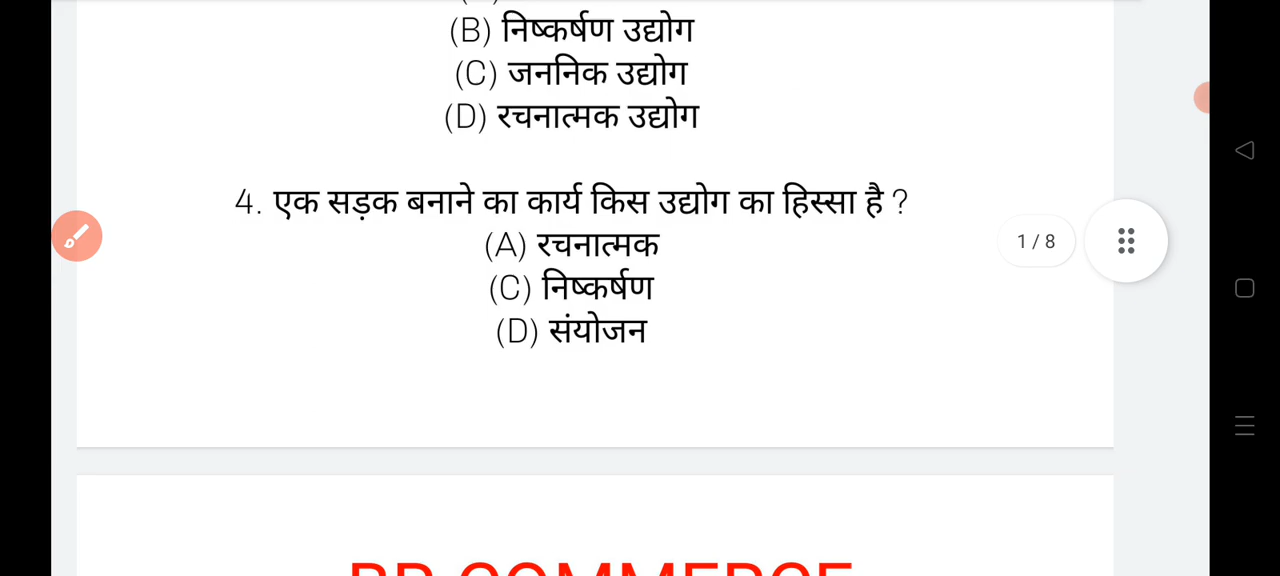 (B) निष्कर्षण उद्योग
(C) जननिक उद्योग
(D) रचनात्मक उद्योग
4. एक सड़क बनाने का कार्य किस उद्योग का हिस्सा है ?
(A) रचनात्मक
1 / 8
(C) निष्कर्षण
(D) संयोजन